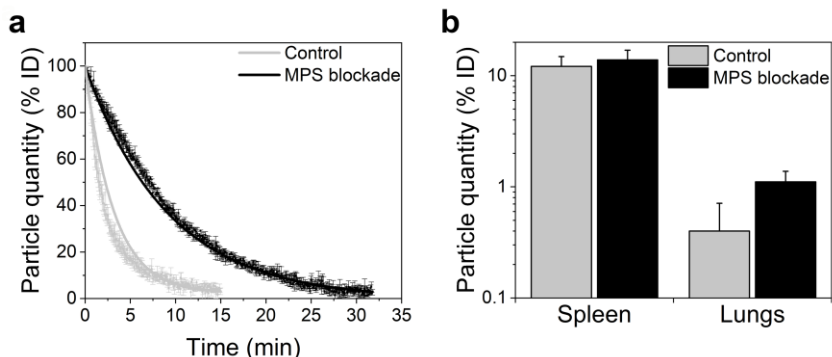 a
Control
MPS blockade
Particle quantity (% ID)
100
80
60
40
20
0
0 5 10 15 20 25 30 35
Time (min)
b
Control
MPS blockade
Particle quantity (% ID)
10
1
0.1
Spleen Lungs